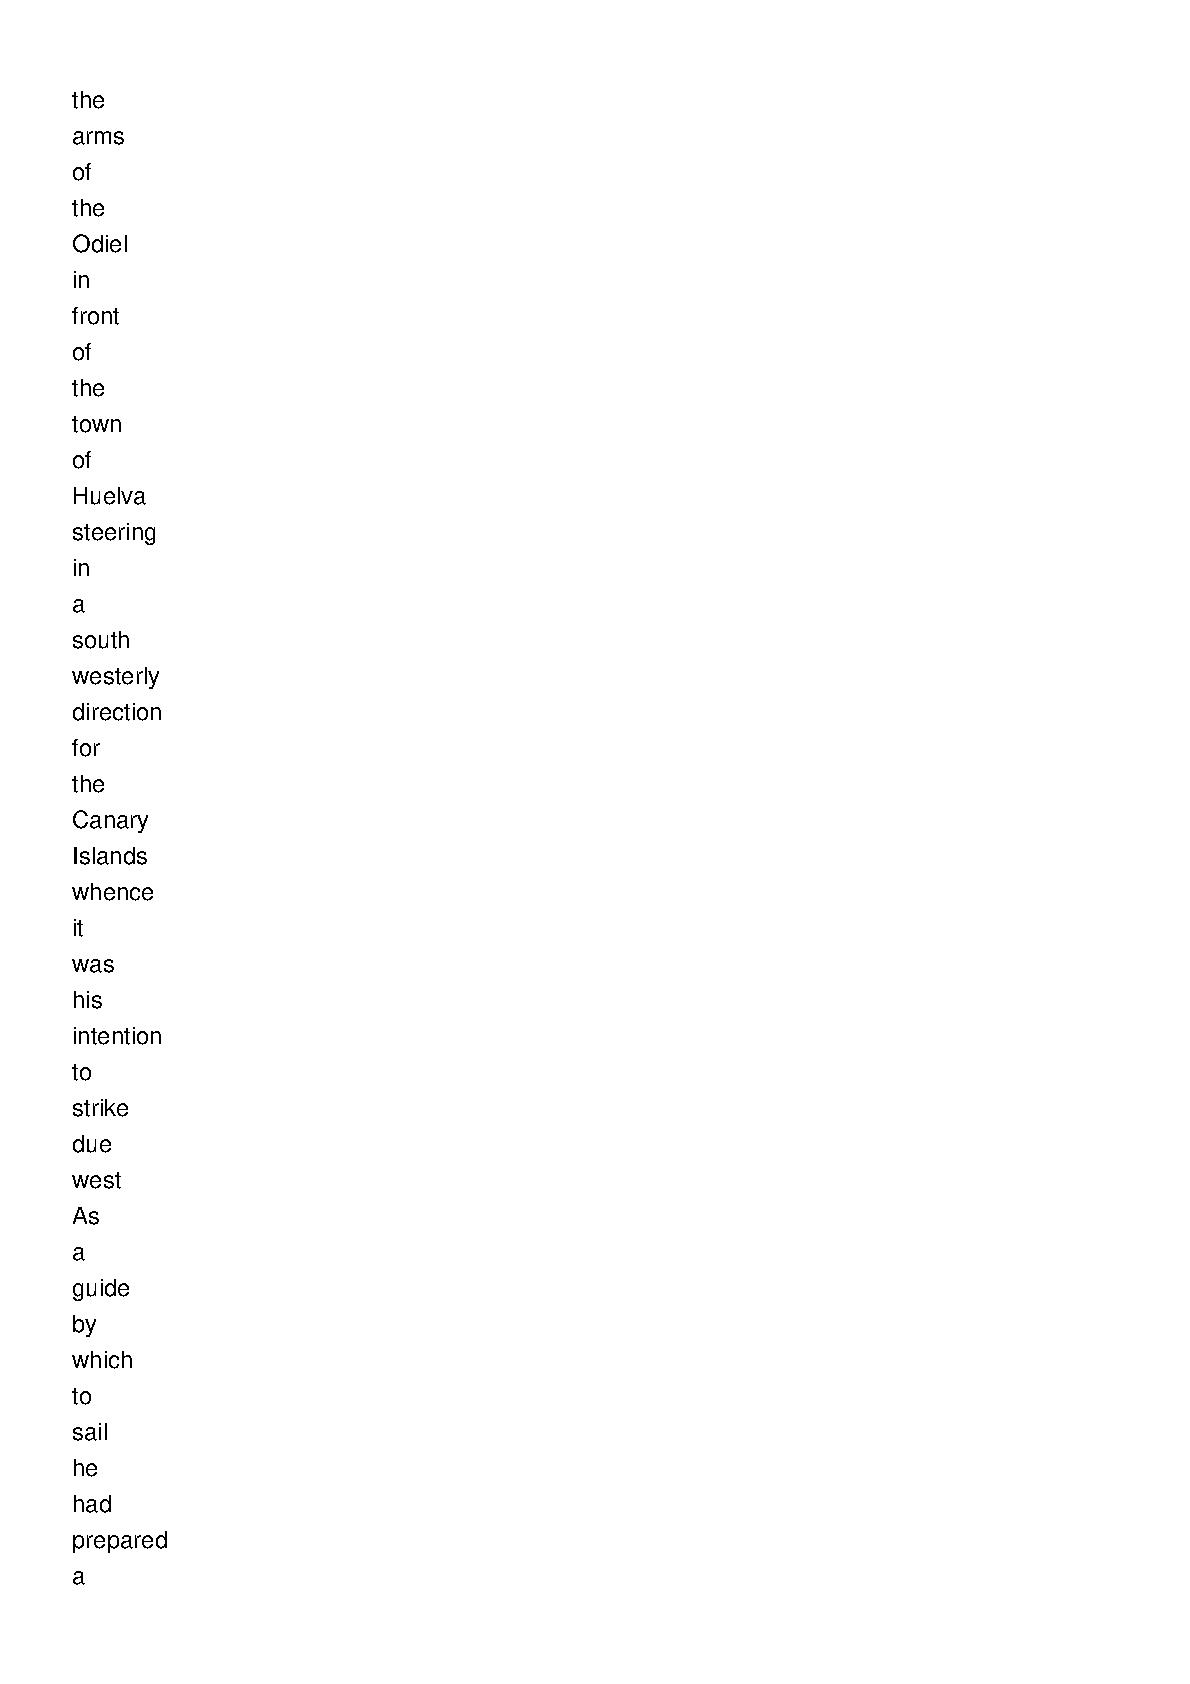 the
arms
of
the
Odiel
in
front
of
the
town
of
Huelva
steering
in
a
south
westerly
direction
for
the
Canary
Islands
whence
it
was
his
intention
to
strike
due
west
As
a
guide
by
which
to
sail
he
had
prepared
a